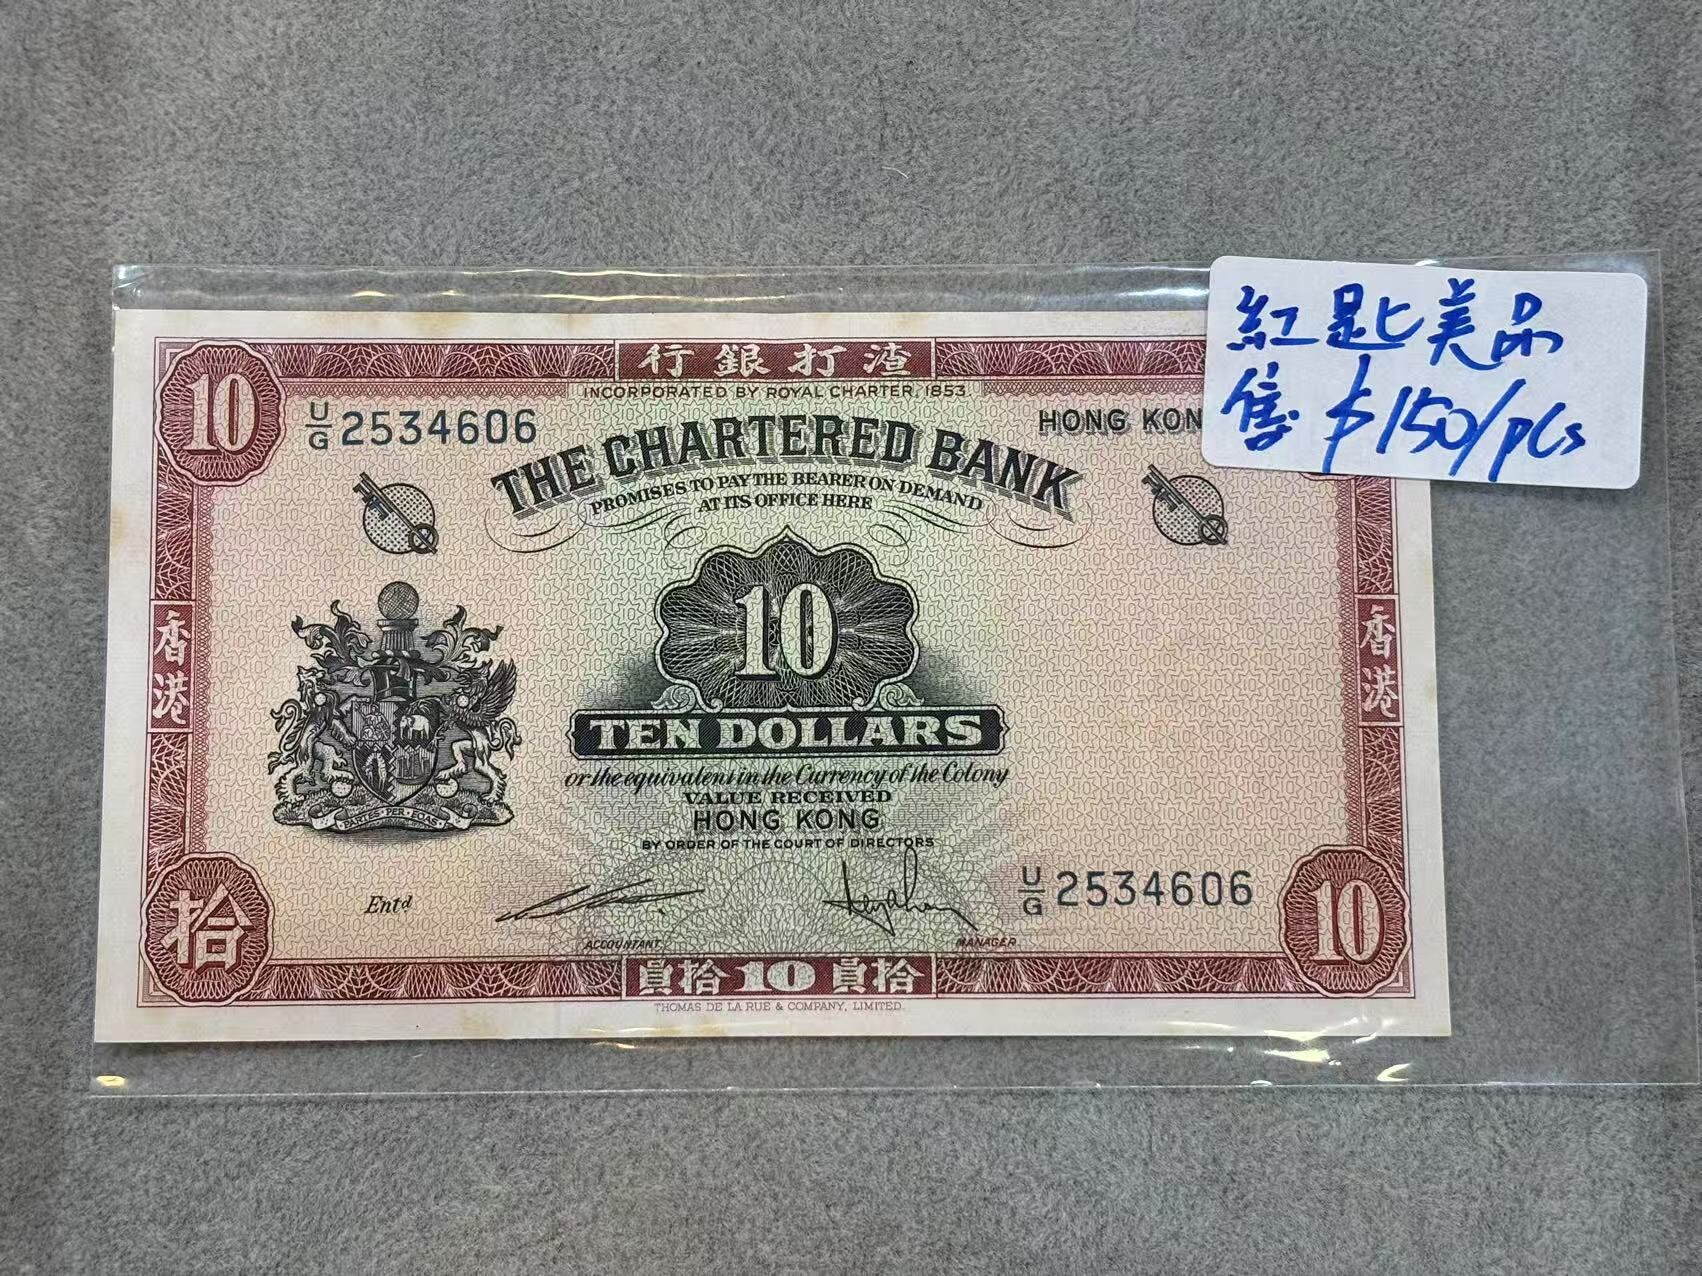 行銀打渣
INCORPORATED BY ROYAL CHARTER, 1853
10
U/G 2534606
HONG KON
紅匙美品
售 $150/pcs
THE CHARTERED BANK
PROMISES TO PAY THE BEARER ON DEMAND
AT ITS OFFICE HERE
10
香港
香港
TEN DOLLARS
or the equivalent in the Currency of the Colony
VALUE RECEIVED
HONG KONG
BY ORDER OF THE COURT OF DIRECTORS
PARTES·PER·EOAS
U/G 2534606
Entd
拾
10
ACCOUNTANT
MANAGER
員拾 10 員拾
THOMAS DE LA RUE & COMPANY, LIMITED.